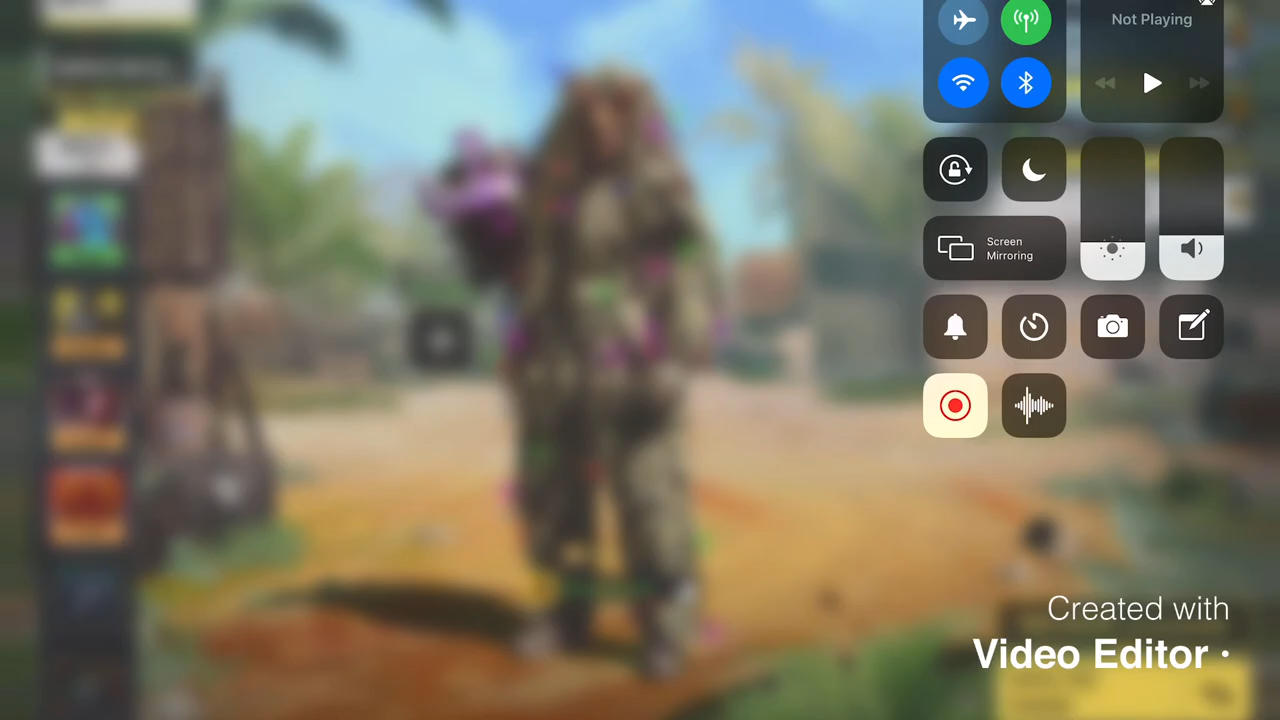 Not Playing
Screen
Mirroring
Created with
Video Editor ·